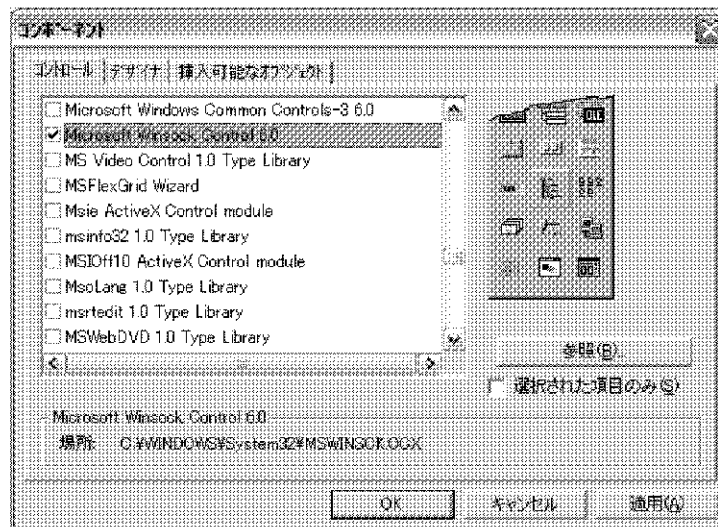 コンポーネント
コントロール デザイナ 挿入可能なオブジェクト
Microsoft Windows Common Controls-3 6.0
Microsoft Winsock Control 6.0
MS Video Control 1.0 Type Library
MSFlexGrid Wizard
Msie ActiveX Control module
msinfo32 1.0 Type Library
MSIOff10 ActiveX Control module
MsoLang 1.0 Type Library
msrtedit 1.0 Type Library
MSWebDVD 1.0 Type Library
参照(B)...
選択された項目のみ(S)
Microsoft Winsock Control 6.0
場所: C:¥WINDOWS¥System32¥MSWINSCK.OCX
OK キャンセル 適用(A)